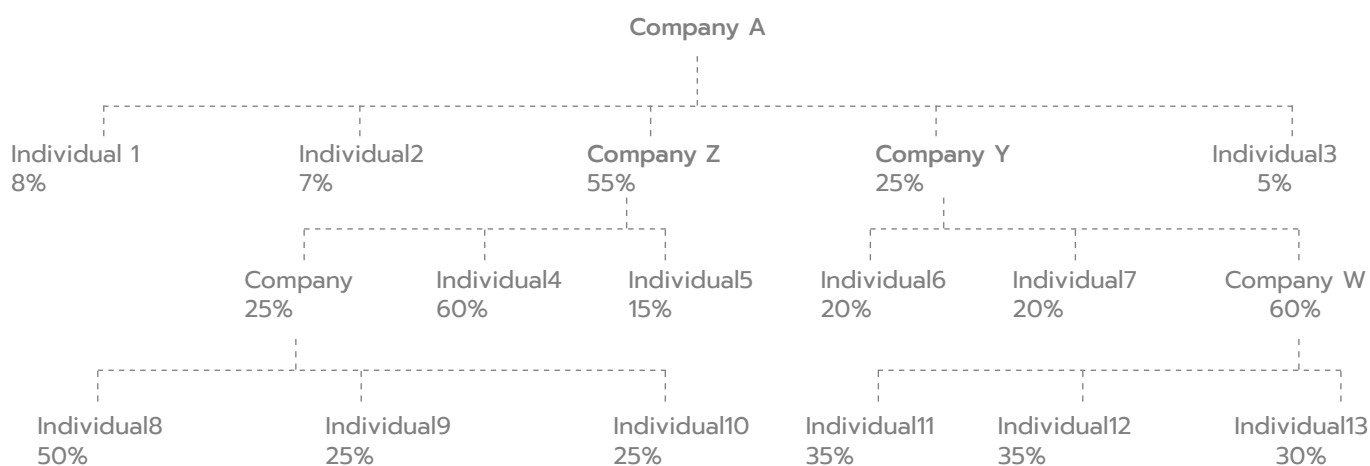 Company A
Individual 1
8%
Individual2
7%
Company Z
55%
Company Y
25%
Individual3
5%
Company
25%
Individual4
60%
Individual5
15%
Individual6
20%
Individual7
20%
Company W
60%
Individual8
50%
Individual9
25%
Individual10
25%
Individual11
35%
Individual12
35%
Individual13
30%